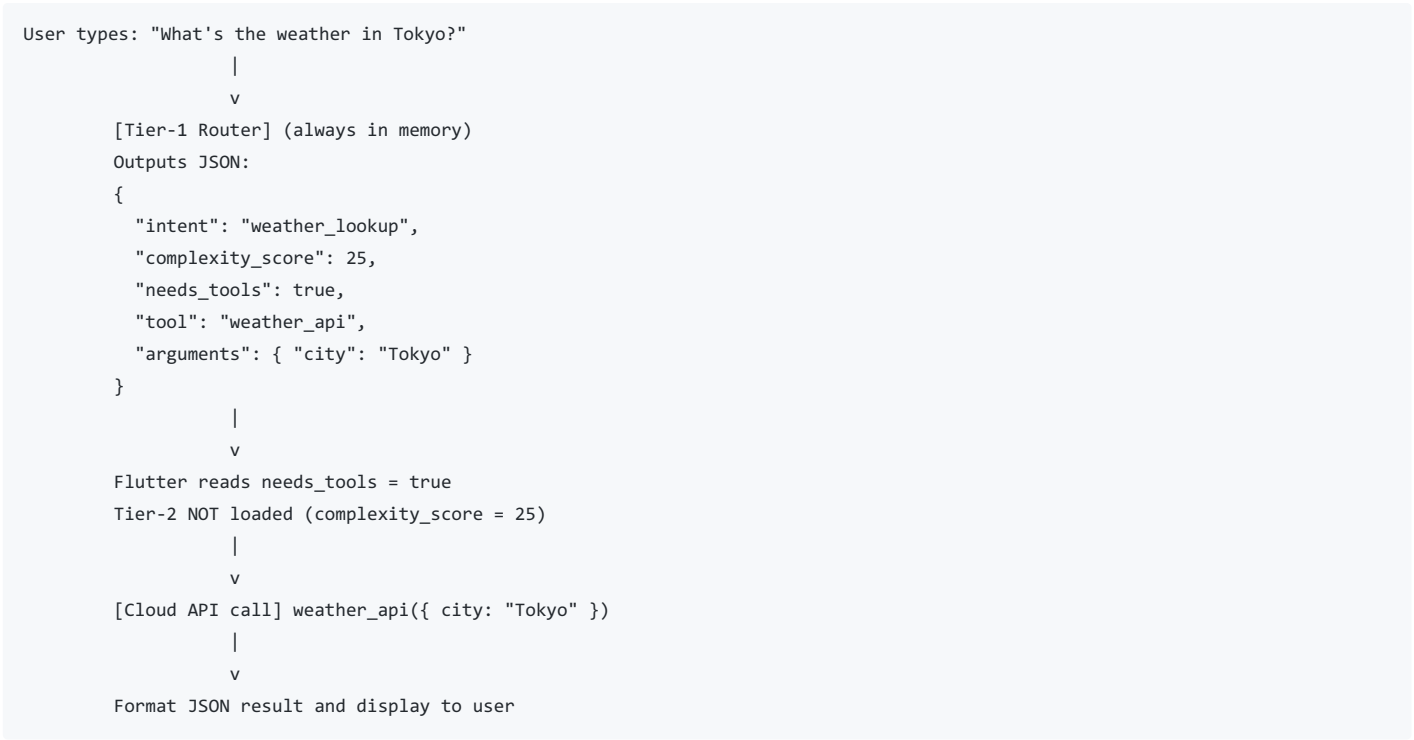 User types: "What's the weather in Tokyo?"
|
v
[Tier-1 Router] (always in memory)
Outputs JSON:
{
"intent": "weather_lookup",
"complexity_score": 25,
"needs_tools": true,
"tool": "weather_api",
"arguments": { "city": "Tokyo" }
}
|
v
Flutter reads needs_tools = true
Tier-2 NOT loaded (complexity_score = 25)
|
v
[Cloud API call] weather_api({ city: "Tokyo" })
|
v
Format JSON result and display to user